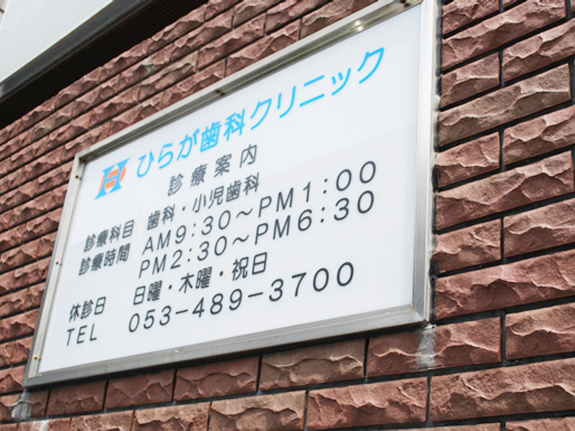 ひらが歯科クリニック
診療案内
診療科目 歯科・小児歯科
診療時間 AM9:30～PM1:00
PM2:30～PM6:30
休診日 日曜・木曜・祝日
TEL 053-489-3700